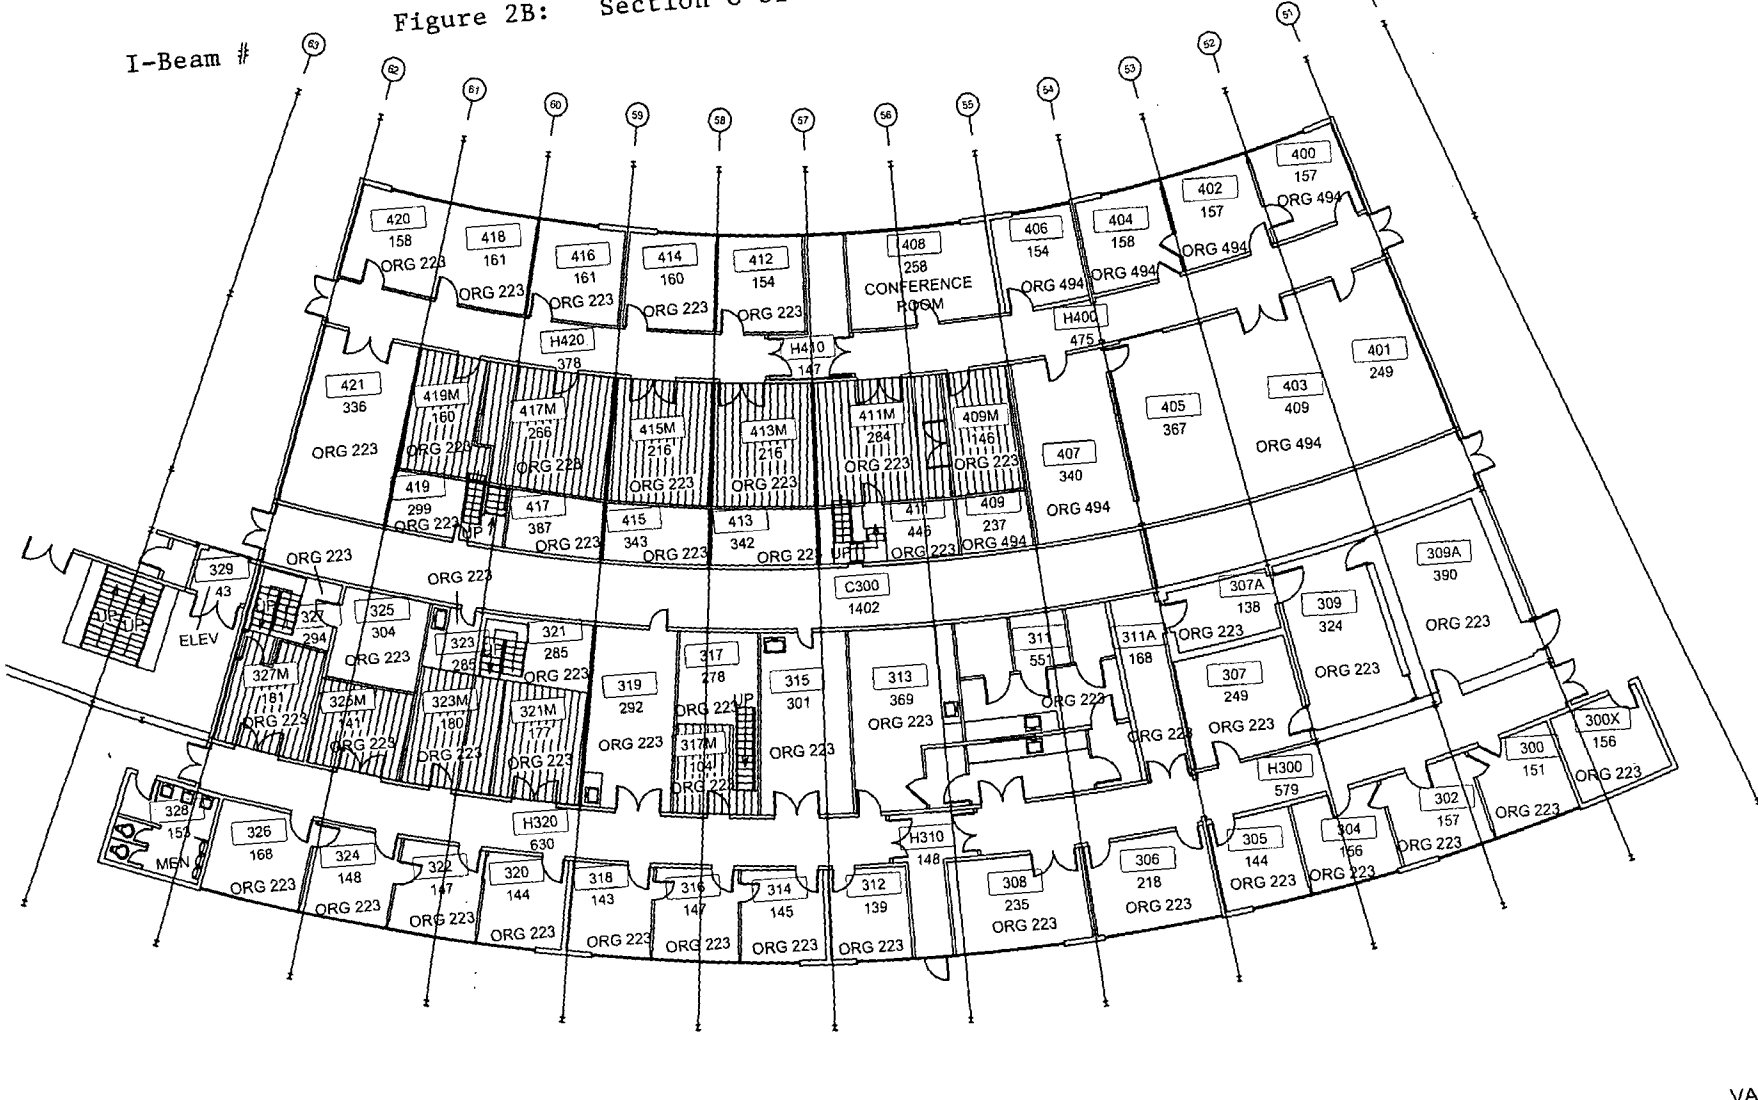 Figure 2B: Section C
I-Beam #
63
62
61
60
59
58
57
56
55
54
53
52
51
420
158
ORG 223
418
161
ORG 223
416
161
ORG 223
414
160
ORG 223
412
154
ORG 223
408
258
CONFERENCE
ROOM
406
154
ORG 494
404
158
ORG 494
402
157
ORG 494
400
157
ORG 494
H420
378
H410
147
H400
475
421
336
ORG 223
419M
160
ORG 223
417M
266
ORG 223
415M
216
ORG 223
413M
216
ORG 223
411M
284
ORG 223
409M
146
ORG 223
407
340
ORG 494
405
367
403
409
ORG 494
401
249
419
299
ORG 223
UP
417
387
ORG 223
415
343
ORG 223
413
342
ORG 223
UP
411
446
ORG 223
409
237
ORG 494
C300
1402
329
43
ELEV
UP
UP
ORG 223
ORG 223
UP
327
294
325
304
ORG 223
323
285
UP
321
285
ORG 223
319
292
ORG 223
317
278
ORG 223
UP
315
301
ORG 223
313
369
ORG 223
311
551
ORG 223
311A
168
ORG 223
307A
138
ORG 223
307
249
ORG 223
309
324
ORG 223
309A
390
ORG 223
327M
181
ORG 223
325M
141
ORG 223
323M
180
ORG 223
321M
177
ORG 223
317M
104
ORG 223
H320
630
H310
148
H300
579
328
153
MEN
326
168
ORG 223
324
148
ORG 223
322
147
ORG 223
320
144
ORG 223
318
143
ORG 223
316
147
ORG 223
314
145
ORG 223
312
139
ORG 223
308
235
ORG 223
306
218
ORG 223
305
144
ORG 223
304
156
ORG 223
302
157
ORG 223
300
151
ORG 223
300X
156
ORG 223
VA